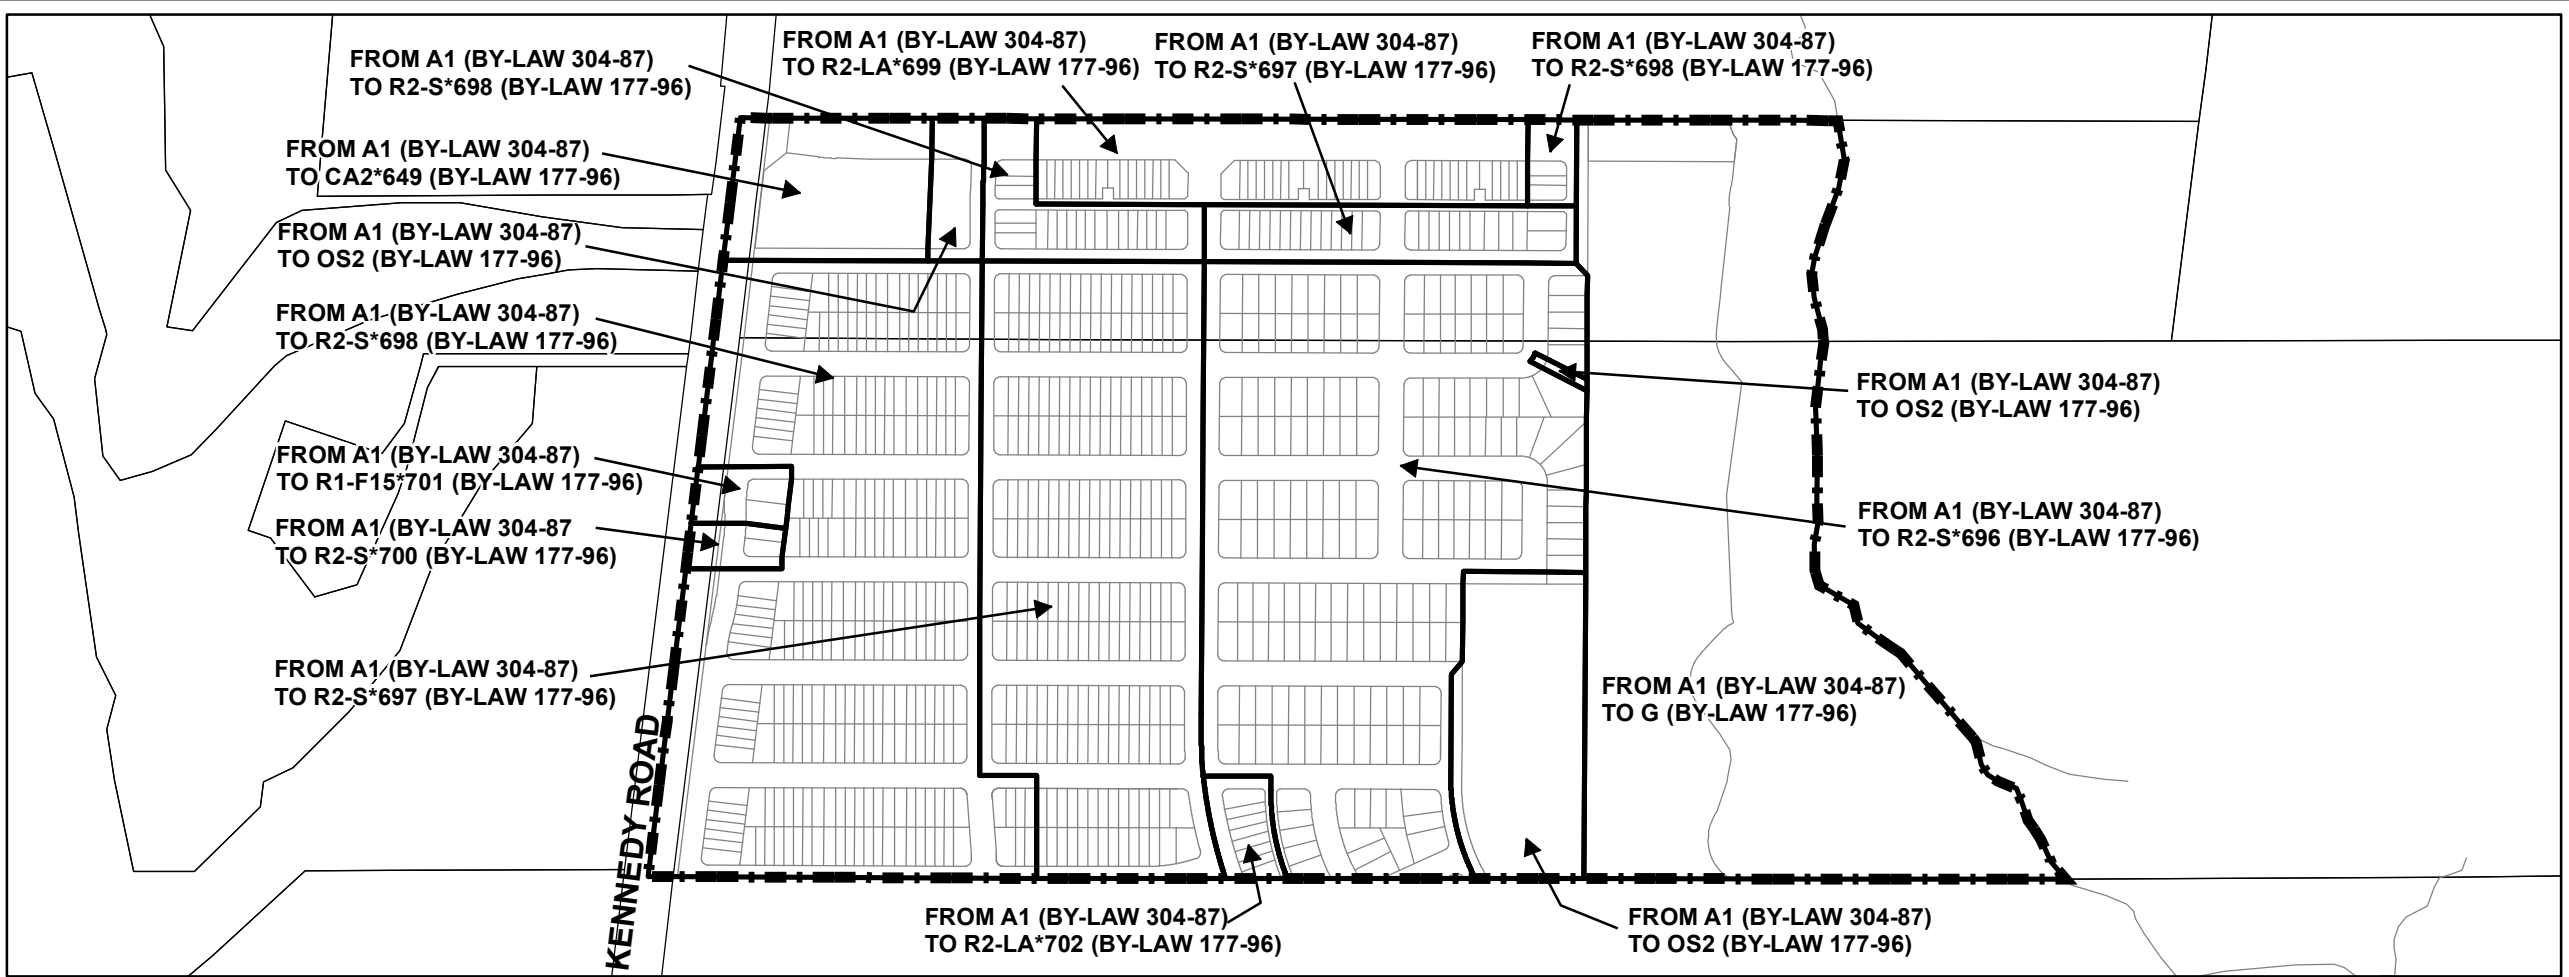 FROM A1 (BY-LAW 304-87)
TO R2-S*698 (BY-LAW 177-96)
FROM A1 (BY-LAW 304-87)
TO R2-LA*699 (BY-LAW 177-96)
FROM A1 (BY-LAW 304-87)
TO R2-S*697 (BY-LAW 177-96)
FROM A1 (BY-LAW 304-87)
TO R2-S*698 (BY-LAW 177-96)
FROM A1 (BY-LAW 304-87)
TO CA2*649 (BY-LAW 177-96)
FROM A1 (BY-LAW 304-87)
TO OS2 (BY-LAW 177-96)
FROM A1 (BY-LAW 304-87)
TO R2-S*698 (BY-LAW 177-96)
FROM A1 (BY-LAW 304-87)
TO OS2 (BY-LAW 177-96)
FROM A1 (BY-LAW 304-87)
TO R1-F15*701 (BY-LAW 177-96)
FROM A1 (BY-LAW 304-87
TO R2-S*700 (BY-LAW 177-96)
FROM A1 (BY-LAW 304-87)
TO R2-S*696 (BY-LAW 177-96)
FROM A1 (BY-LAW 304-87)
TO R2-S*697 (BY-LAW 177-96)
FROM A1 (BY-LAW 304-87)
TO G (BY-LAW 177-96)
KENNEDY ROAD
FROM A1 (BY-LAW 304-87)
TO R2-LA*702 (BY-LAW 177-96)
FROM A1 (BY-LAW 304-87)
TO OS2 (BY-LAW 177-96)